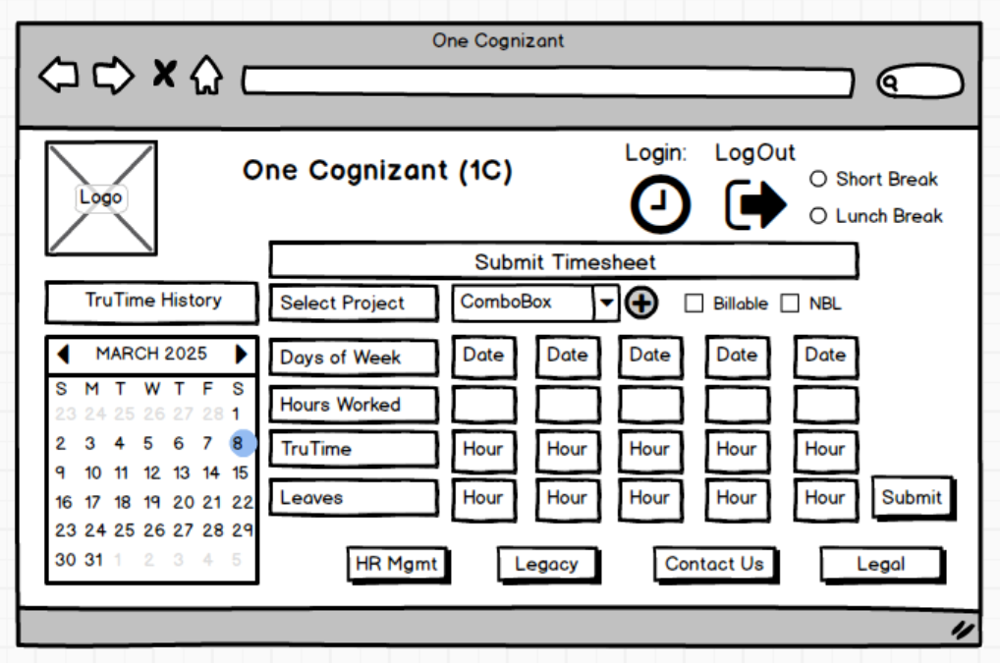 One Cognizant
Logo
One Cognizant (1C)
Login:
LogOut
Short Break
Lunch Break
Submit Timesheet
TruTime History
Select Project
ComboBox
Billable
NBL
MARCH 2025
S M T W T F S
23 24 25 26 27 28 1
2 3 4 5 6 7 8
9 10 11 12 13 14 15
16 17 18 19 20 21 22
23 24 25 26 27 28 29
30 31 1 2 3 4 5
Days of Week
Date Date Date Date Date
Hours Worked
TruTime
Hour Hour Hour Hour Hour
Leaves
Hour Hour Hour Hour Hour
Submit
HR Mgmt
Legacy
Contact Us
Legal